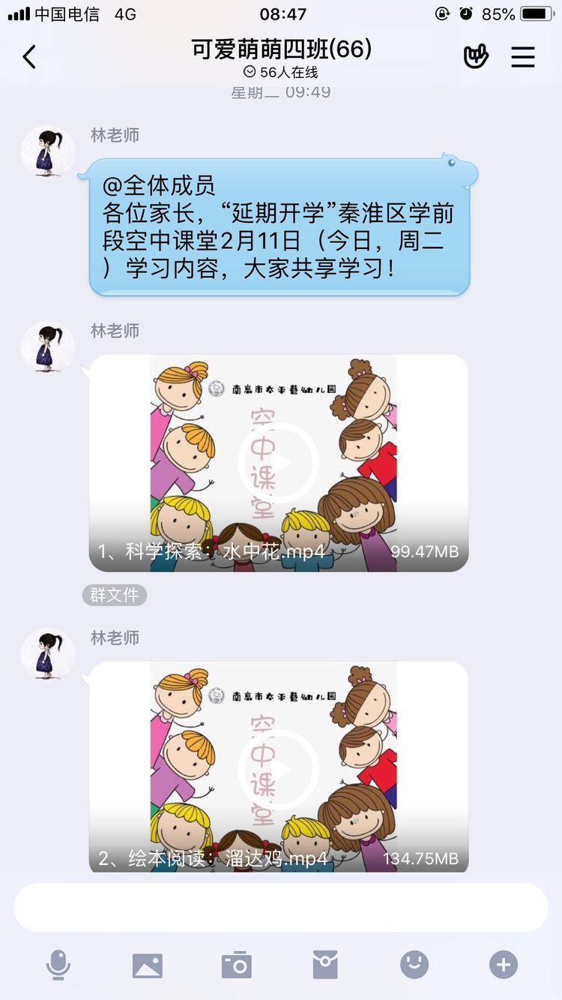 中国电信 4G 08:47 85%
可爱萌萌四班(66)
56人在线
星期二 09:49
林老师
@全体成员
各位家长，“延期开学”秦淮区学前
段空中课堂2月11日（今日，周二
）学习内容，大家共享学习！
林老师
南京市太平巷幼儿园
空中课堂
1、科学探索：水中花.mp4 99.47MB
群文件
林老师
南京市太平巷幼儿园
空中课堂
2、绘本阅读：溜达鸡.mp4 134.75MB